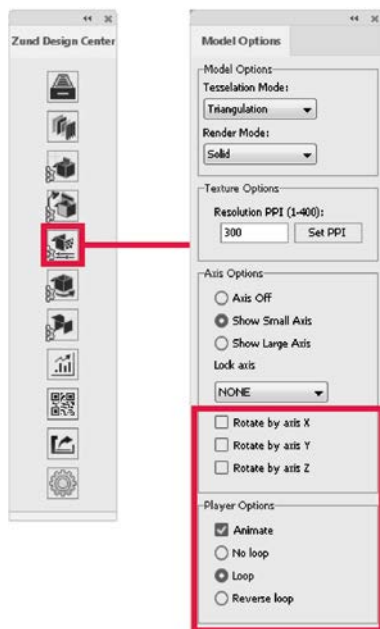 Zund Design Center
Model Options
Model Options
Tesselation Mode:
Triangulation
Render Mode:
Solid
Texture Options
Resolution PPI (1-400):
300
Set PPI
Axis Options
Axis Off
Show Small Axis
Show Large Axis
Lock axis
NONE
Rotate by axis X
Rotate by axis Y
Rotate by axis Z
Player Options
Animate
No loop
Loop
Reverse loop